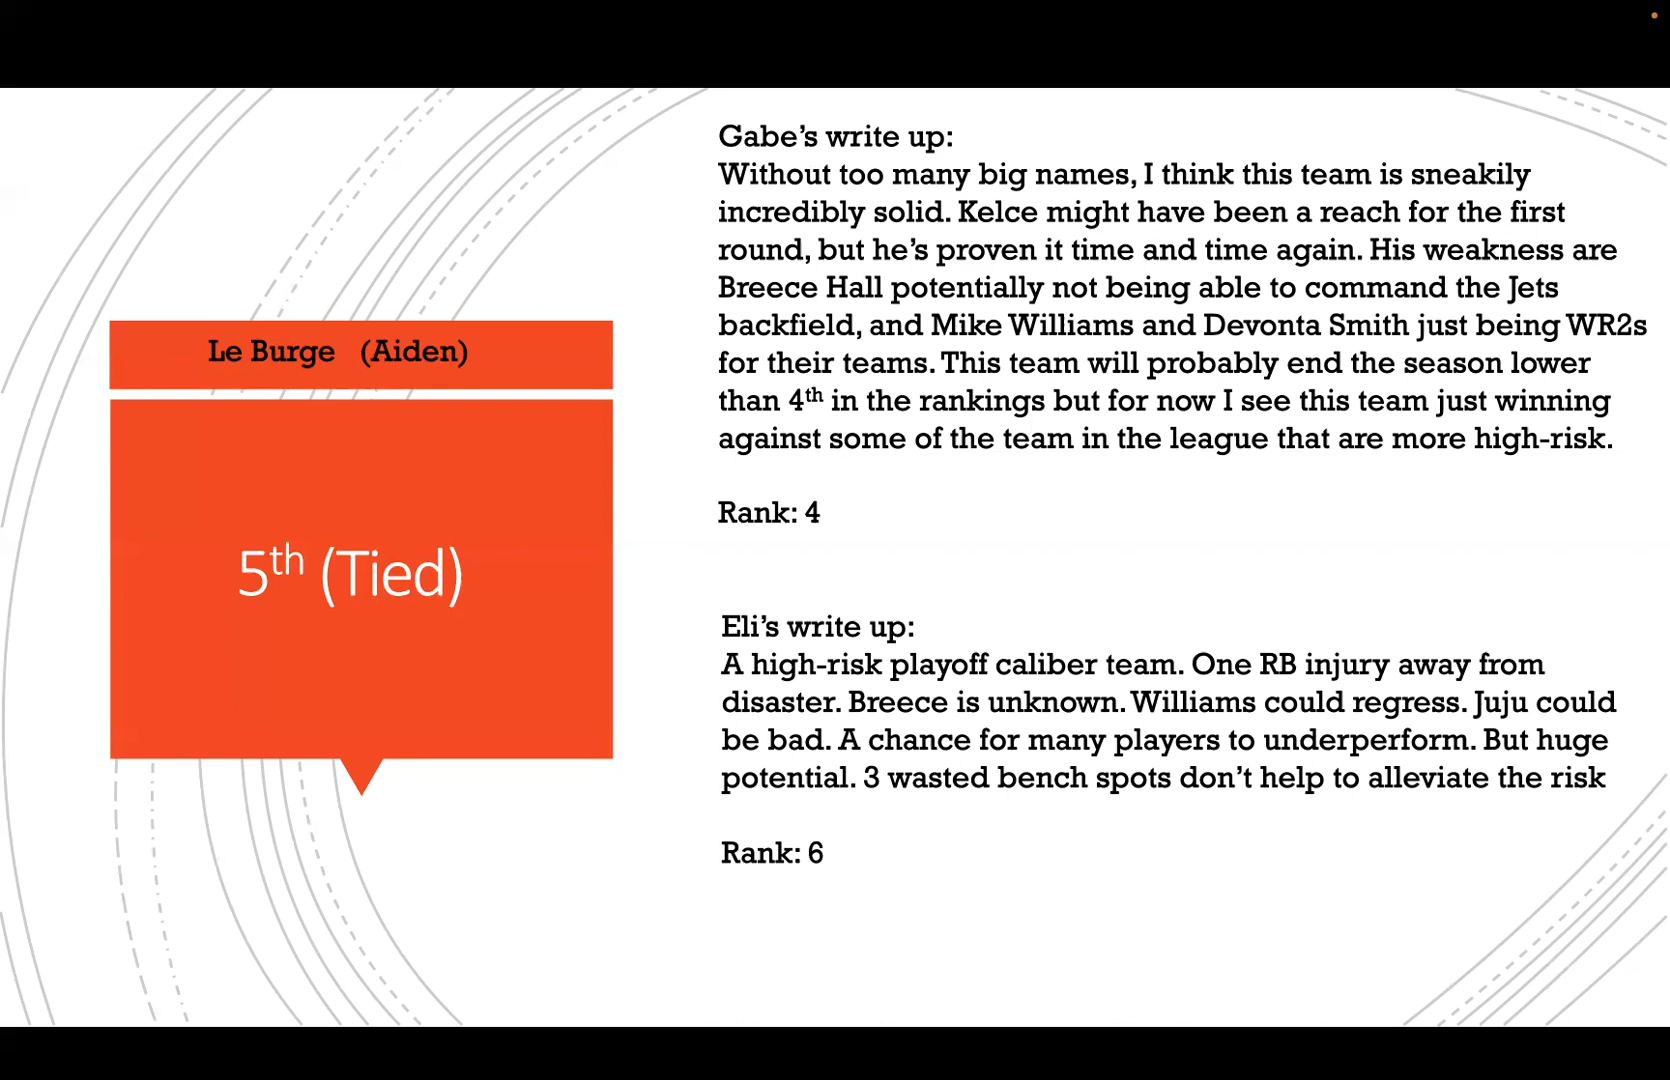 Le Burge (Aiden)
5th (Tied)
Gabe’s write up:
Without too many big names, I think this team is sneakily
incredibly solid. Kelce might have been a reach for the first
round, but he’s proven it time and time again. His weakness are
Breece Hall potentially not being able to command the Jets
backfield, and Mike Williams and Devonta Smith just being WR2s
for their teams. This team will probably end the season lower
than 4th in the rankings but for now I see this team just winning
against some of the team in the league that are more high-risk.
Rank: 4
Eli’s write up:
A high-risk playoff caliber team. One RB injury away from
disaster. Breece is unknown. Williams could regress. Juju could
be bad. A chance for many players to underperform. But huge
potential. 3 wasted bench spots don’t help to alleviate the risk
Rank: 6